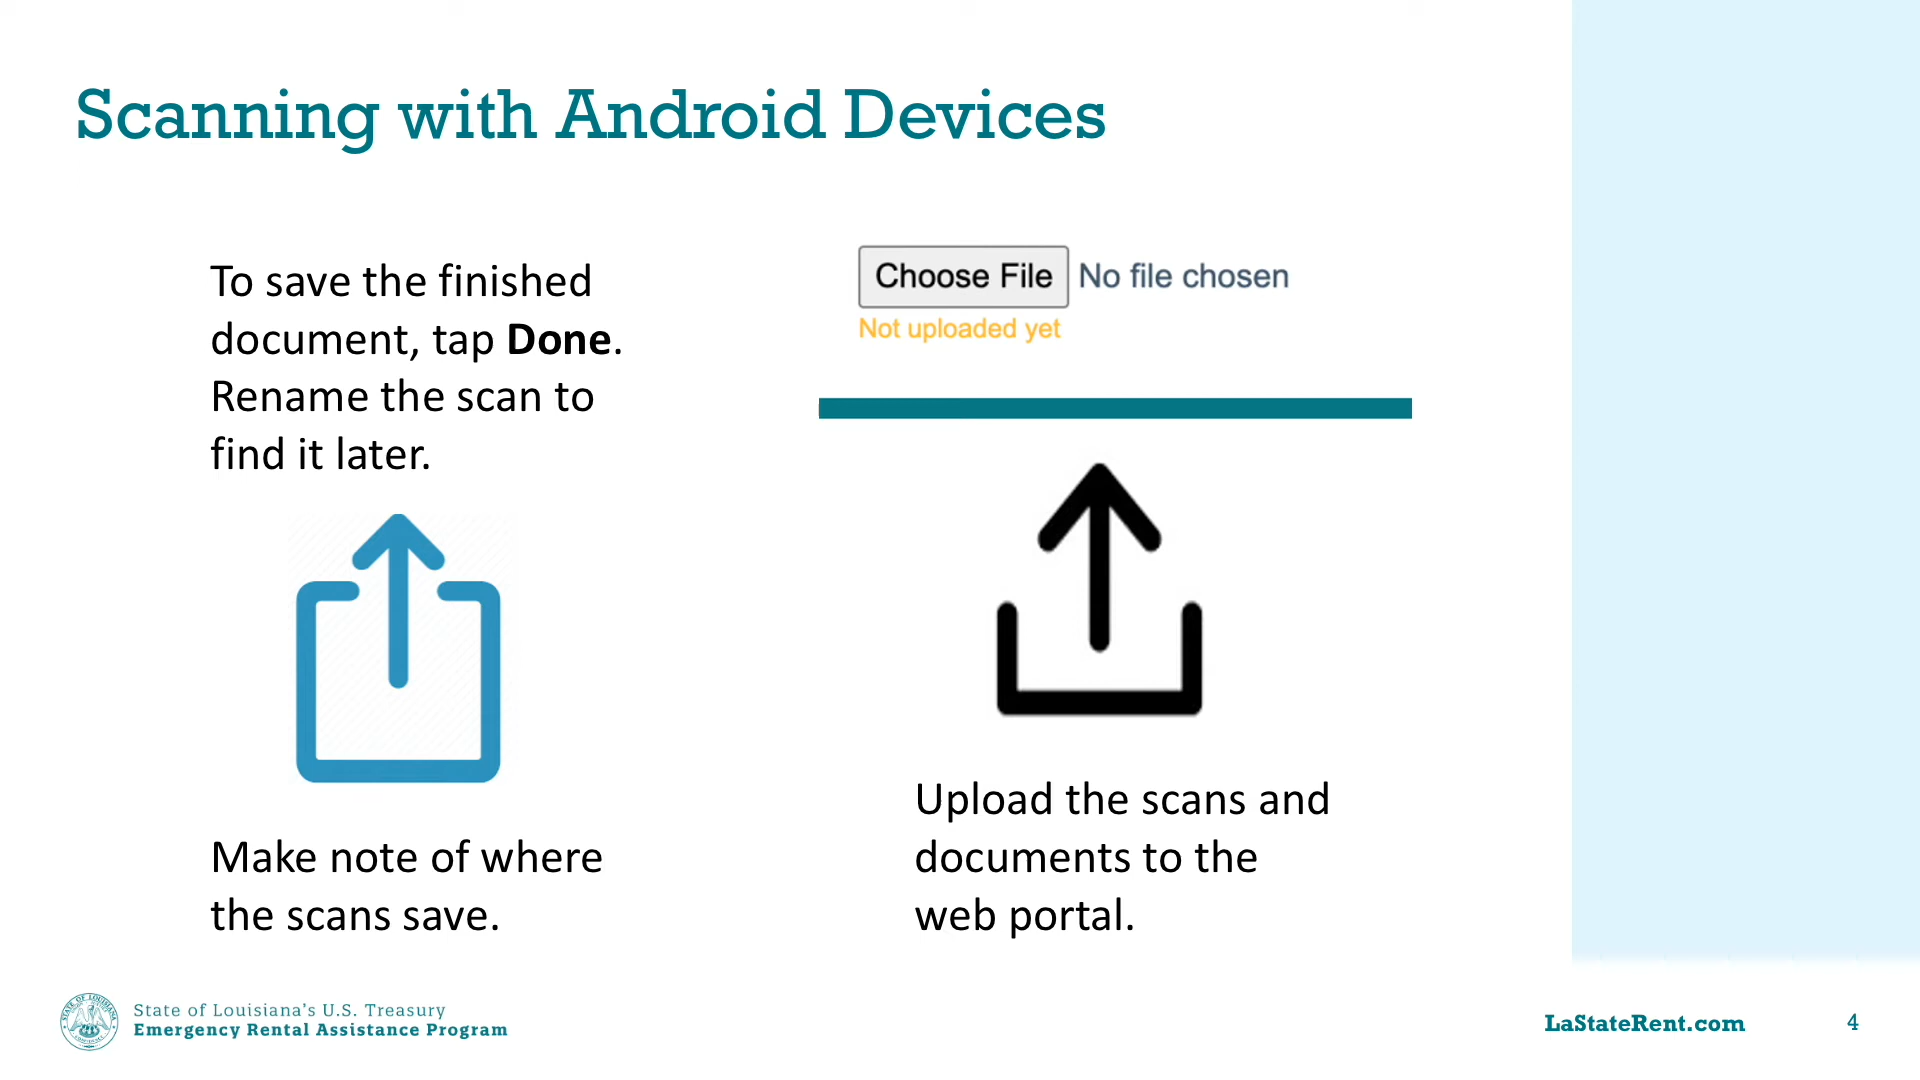 Scanning with Android Devices
To save the finished
document, tap Done.
Rename the scan to
find it later.
Make note of where
the scans save.
Choose File No file chosen
Not uploaded yet
Upload the scans and
documents to the
web portal.
State of Louisiana's U.S. Treasury
Emergency Rental Assistance Program
LaStateRent.com
4